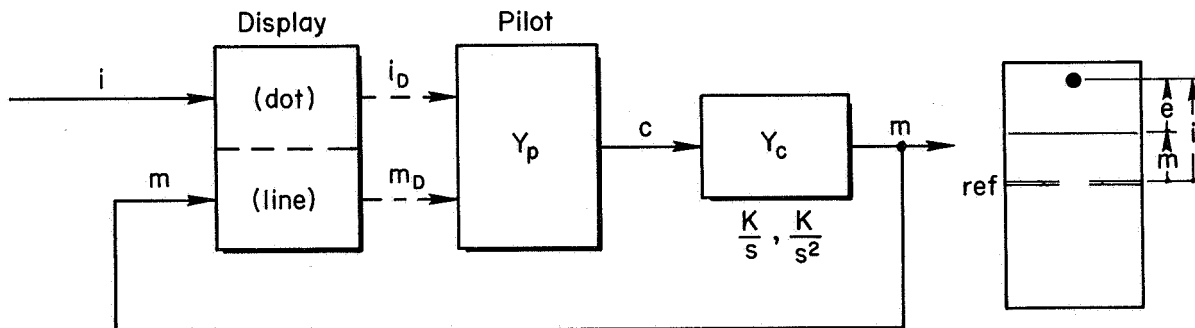 Display
Pilot
i
(dot)
i_D
Y_p
c
Y_c
m
m
(line)
m_D
K/s , K/s²
e
i
m
ref